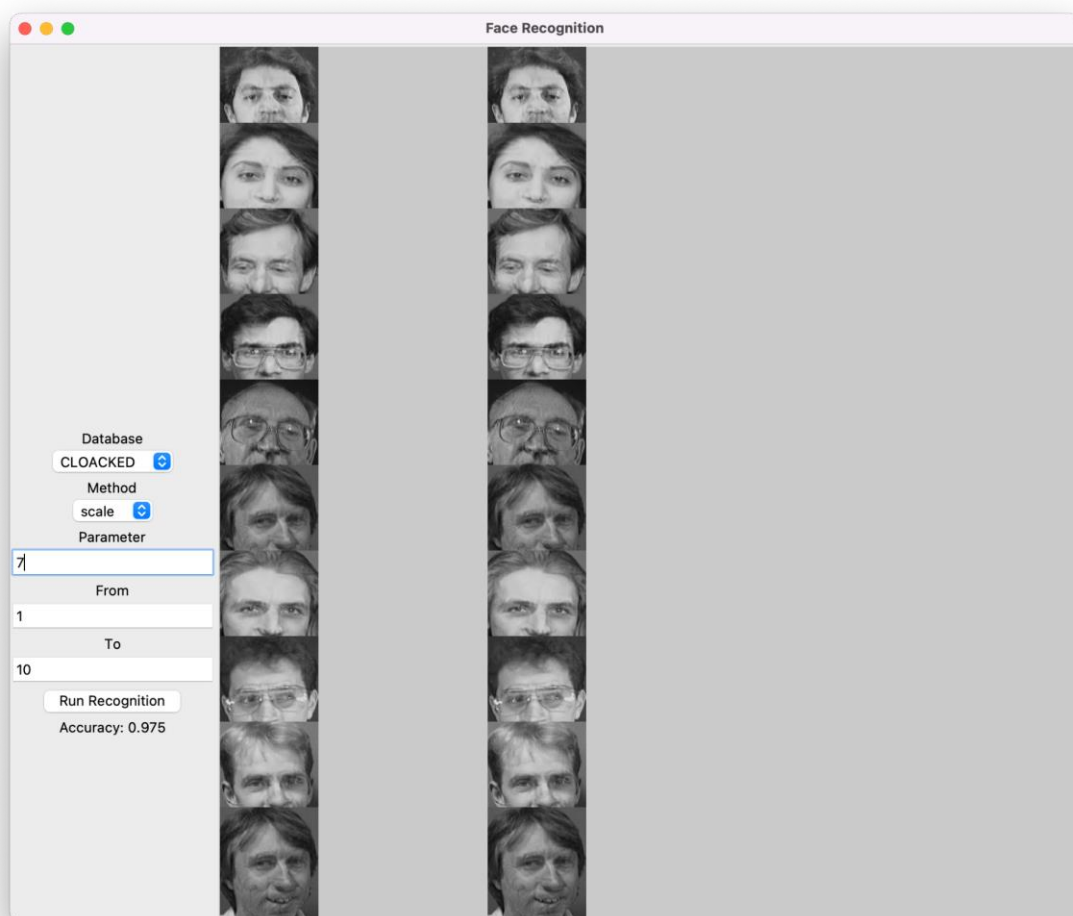 Face Recognition
Database
CLOACKED
Method
scale
Parameter
7
From
1
To
10
Run Recognition
Accuracy: 0.975